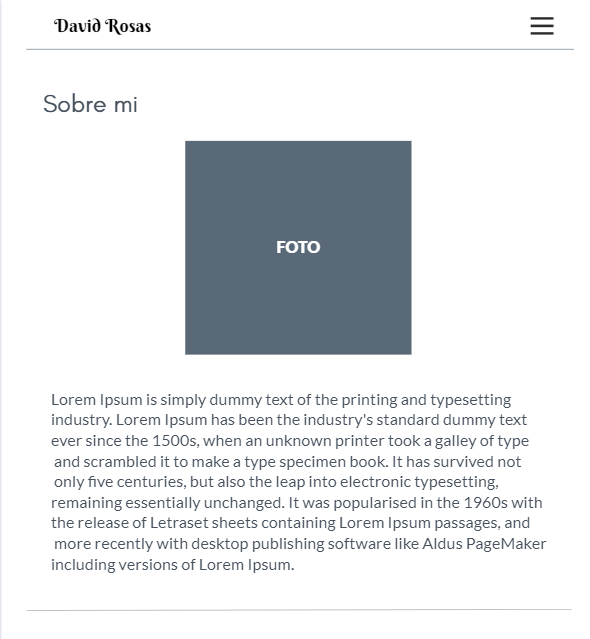 David Rosas
Sobre mi
FOTO
Lorem Ipsum is simply dummy text of the printing and typesetting
industry. Lorem Ipsum has been the industry's standard dummy text
ever since the 1500s, when an unknown printer took a galley of type
and scrambled it to make a type specimen book. It has survived not
only five centuries, but also the leap into electronic typesetting,
remaining essentially unchanged. It was popularised in the 1960s with
the release of Letraset sheets containing Lorem Ipsum passages, and
more recently with desktop publishing software like Aldus PageMaker
including versions of Lorem Ipsum.